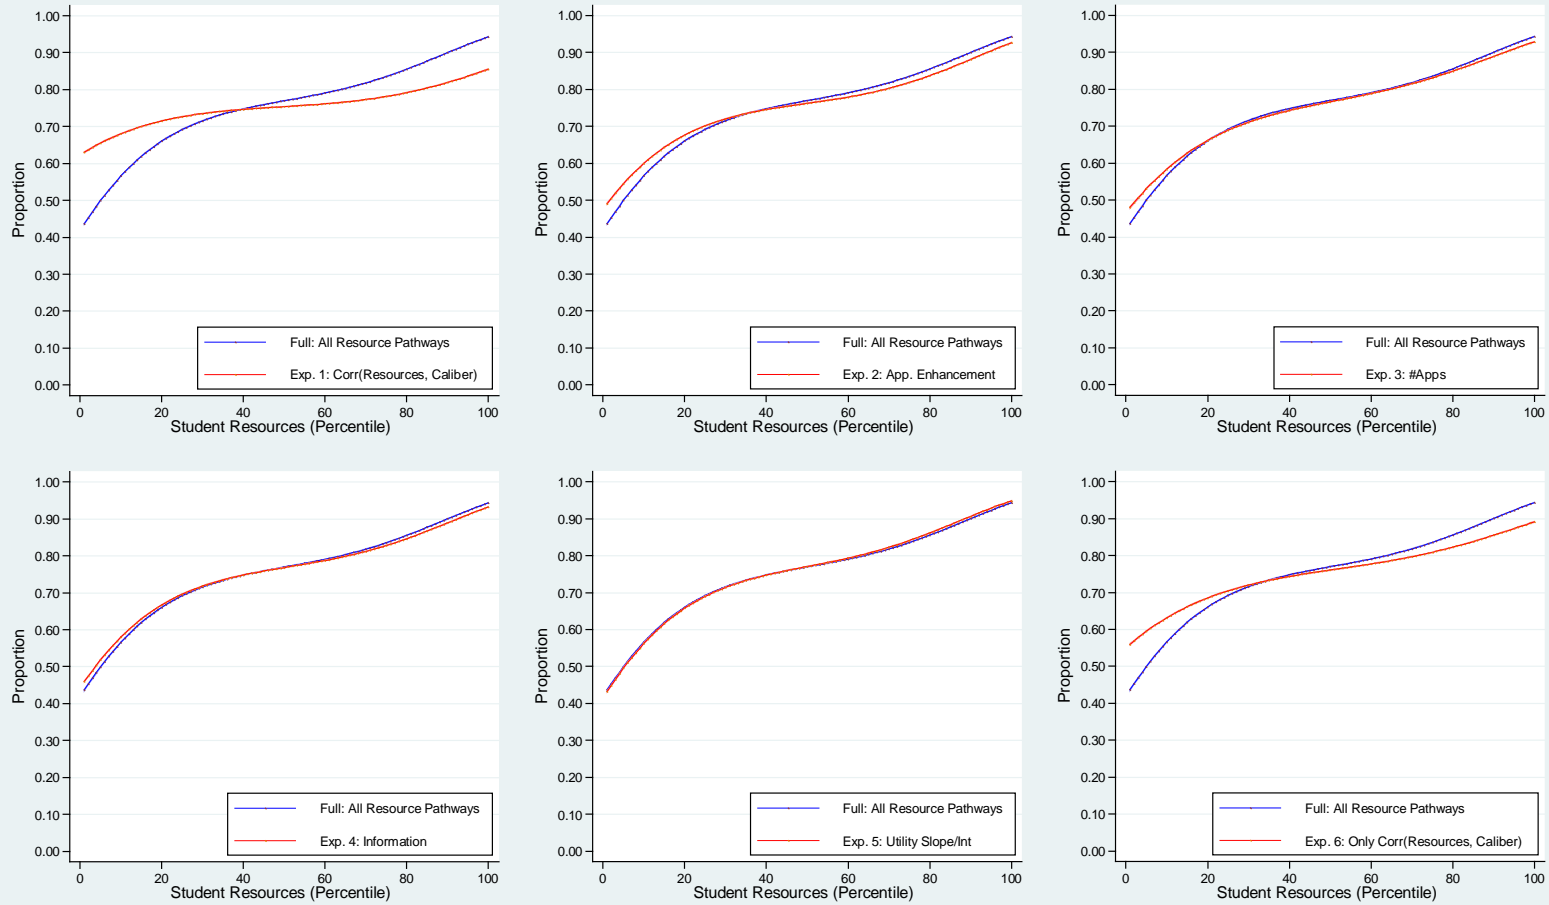 1.00
0.90
0.80
0.70
0.60
0.50
0.40
0.30
0.20
0.10
0.00
Proportion
Full: All Resource Pathways
Exp. 1: Corr(Resources, Caliber)
0 20 40 60 80 100
Student Resources (Percentile)
1.00
0.90
0.80
0.70
0.60
0.50
0.40
0.30
0.20
0.10
0.00
Proportion
Full: All Resource Pathways
Exp. 2: App. Enhancement
0 20 40 60 80 100
Student Resources (Percentile)
1.00
0.90
0.80
0.70
0.60
0.50
0.40
0.30
0.20
0.10
0.00
Proportion
Full: All Resource Pathways
Exp. 3: #Apps
0 20 40 60 80 100
Student Resources (Percentile)
1.00
0.90
0.80
0.70
0.60
0.50
0.40
0.30
0.20
0.10
0.00
Proportion
Full: All Resource Pathways
Exp. 4: Information
0 20 40 60 80 100
Student Resources (Percentile)
1.00
0.90
0.80
0.70
0.60
0.50
0.40
0.30
0.20
0.10
0.00
Proportion
Full: All Resource Pathways
Exp. 5: Utility Slope/Int
0 20 40 60 80 100
Student Resources (Percentile)
1.00
0.90
0.80
0.70
0.60
0.50
0.40
0.30
0.20
0.10
0.00
Proportion
Full: All Resource Pathways
Exp. 6: Only Corr(Resources, Caliber)
0 20 40 60 80 100
Student Resources (Percentile)